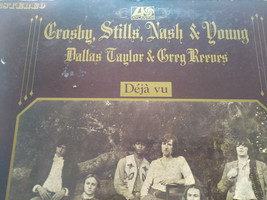 STEREO
Crosby, Stills, Nash & Young
Dallas Taylor & Greg Reeves
Déjà vu